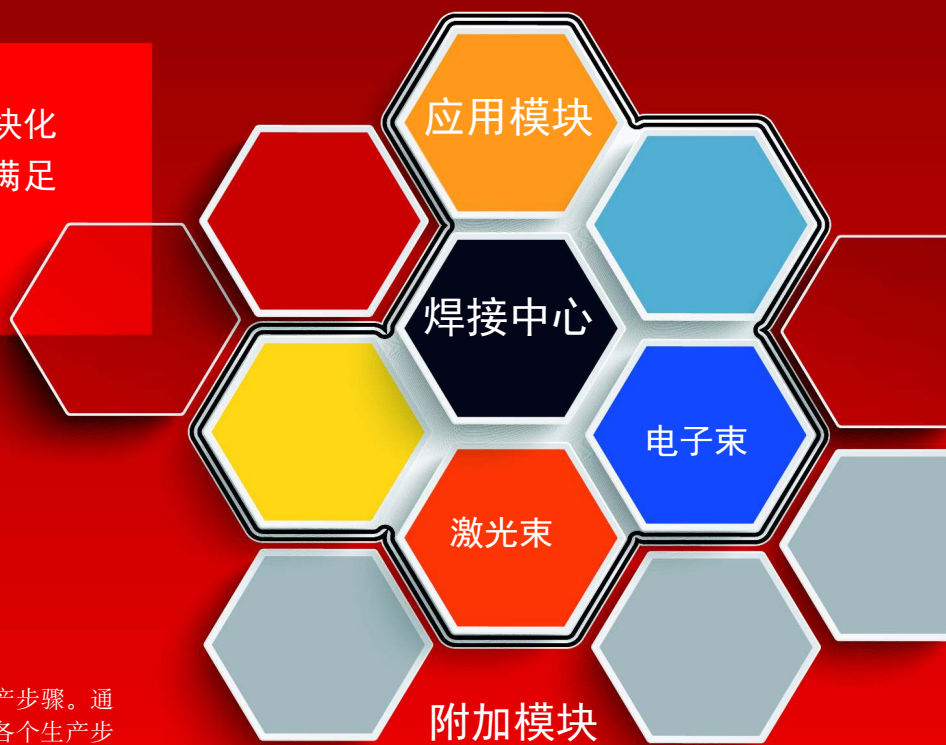 块化
满足
应用模块
焊接中心
电子束
激光束
产步骤。通
各个生产步
附加模块